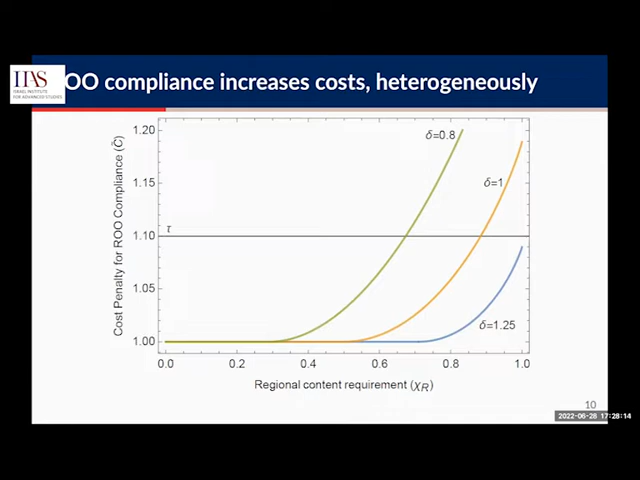 IIAS
ISRAEL INSTITUTE
FOR ADVANCED STUDIES
OO compliance increases costs, heterogeneously
Cost Penalty for ROO Compliance (C̃)
1.20
1.15
1.10
1.05
1.00
τ
δ=0.8
δ=1
δ=1.25
0.0 0.2 0.4 0.6 0.8 1.0
Regional content requirement (χR)
10
2022-06-28 17:28:14